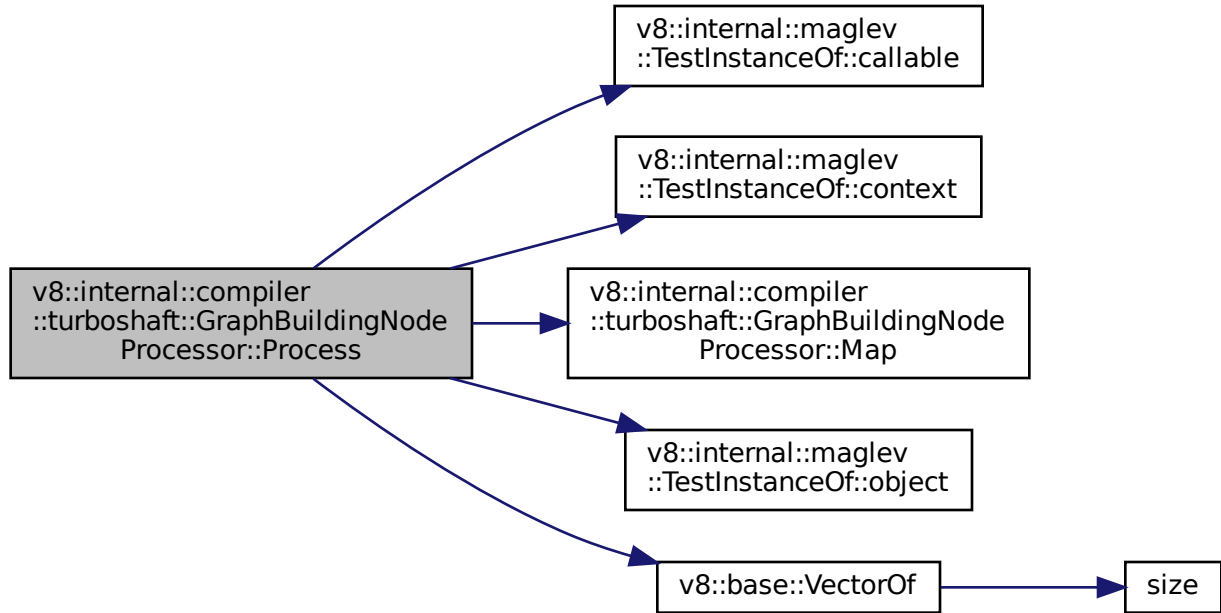 v8::internal::maglev
::TestInstanceOf::callable
v8::internal::maglev
::TestInstanceOf::context
v8::internal::compiler
::turboshaft::GraphBuildingNode
Processor::Process
v8::internal::compiler
::turboshaft::GraphBuildingNode
Processor::Map
v8::internal::maglev
::TestInstanceOf::object
v8::base::VectorOf
size